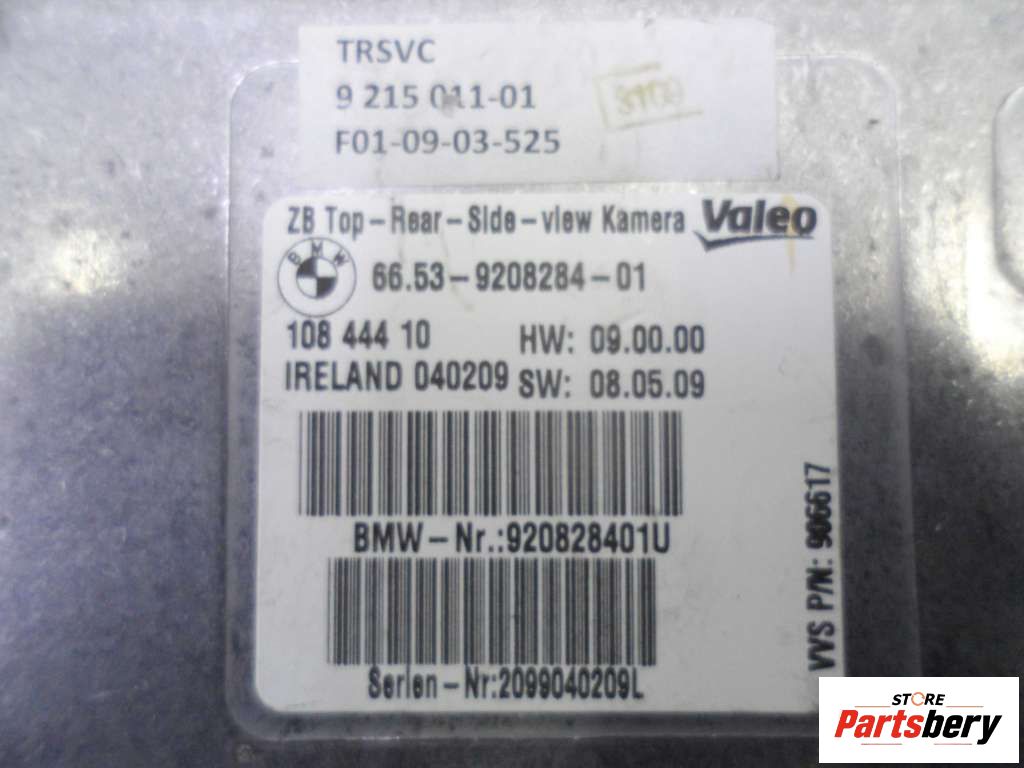 TRSVC
9 215 011-01
F01-09-03-525
ZB Top-Rear-Side-view Kamera Valeo
BMW
66.53-9208284-01
108 444 10 HW: 09.00.00
IRELAND 040209 SW: 08.05.09
BMW-Nr.:920828401U
Serien-Nr:2099040209L
VVS P/N: 906617
STORE
Partsbery